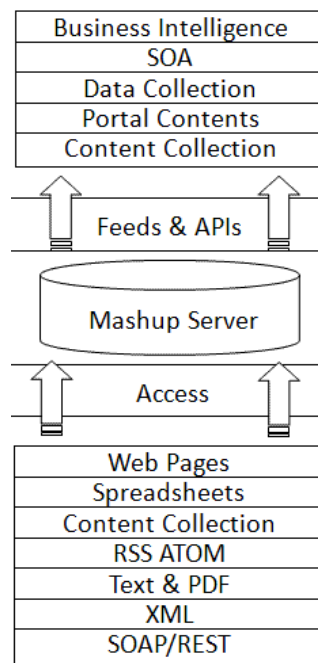 Business Intelligence
SOA
Data Collection
Portal Contents
Content Collection
Feeds & APIs
Mashup Server
Access
Web Pages
Spreadsheets
Content Collection
RSS ATOM
Text & PDF
XML
SOAP/REST